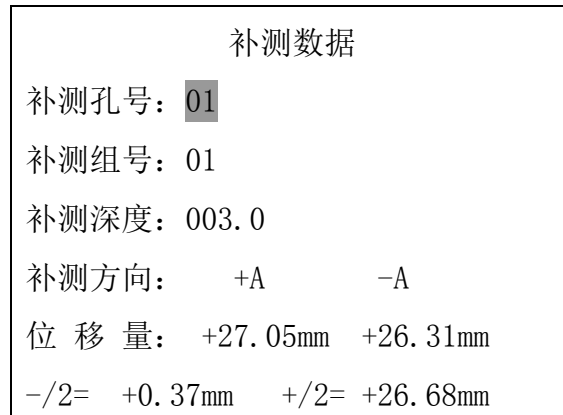 补测数据
补测孔号：01
补测组号：01
补测深度：003.0
补测方向： +A -A
位 移 量： +27.05mm +26.31mm
-/2= +0.37mm +/2= +26.68mm